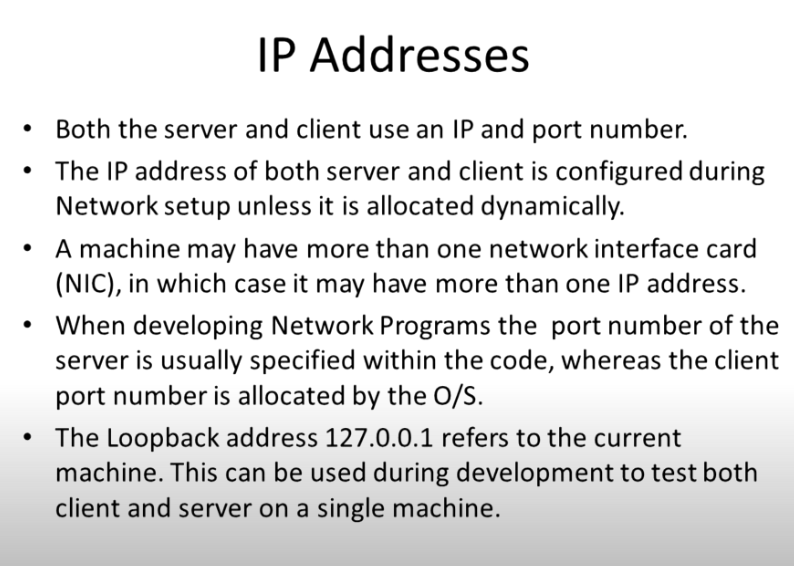 IP Addresses
• Both the server and client use an IP and port number.
• The IP address of both server and client is configured during
Network setup unless it is allocated dynamically.
• A machine may have more than one network interface card
(NIC), in which case it may have more than one IP address.
• When developing Network Programs the  port number of the
server is usually specified within the code, whereas the client
port number is allocated by the O/S.
• The Loopback address 127.0.0.1 refers to the current
machine. This can be used during development to test both
client and server on a single machine.